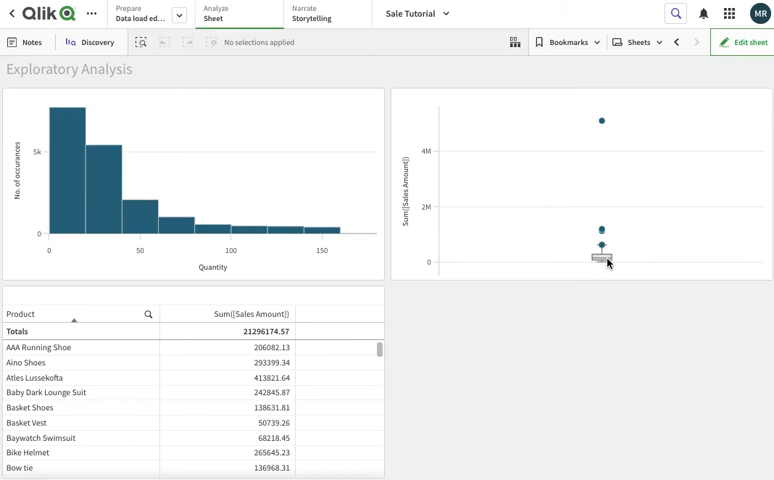 Qlik
Prepare
Data load ed...
Analyze
Sheet
Narrate
Storytelling
Sale Tutorial
MR
Notes
Discovery
No selections applied
Bookmarks
Sheets
Edit sheet
Exploratory Analysis
No. of occurances
5k
0
0 50 100 150
Quantity
Sum([Sales Amount])
4M
2M
0
Product Sum([Sales Amount])
Totals 21296174.57
AAA Running Shoe 206082.13
Aino Shoes 293399.34
Atles Lussekofta 413821.64
Baby Dark Lounge Suit 242845.87
Basket Shoes 138631.81
Basket Vest 50739.26
Baywatch Swimsuit 68218.45
Bike Helmet 265645.23
Bow tie 136968.31